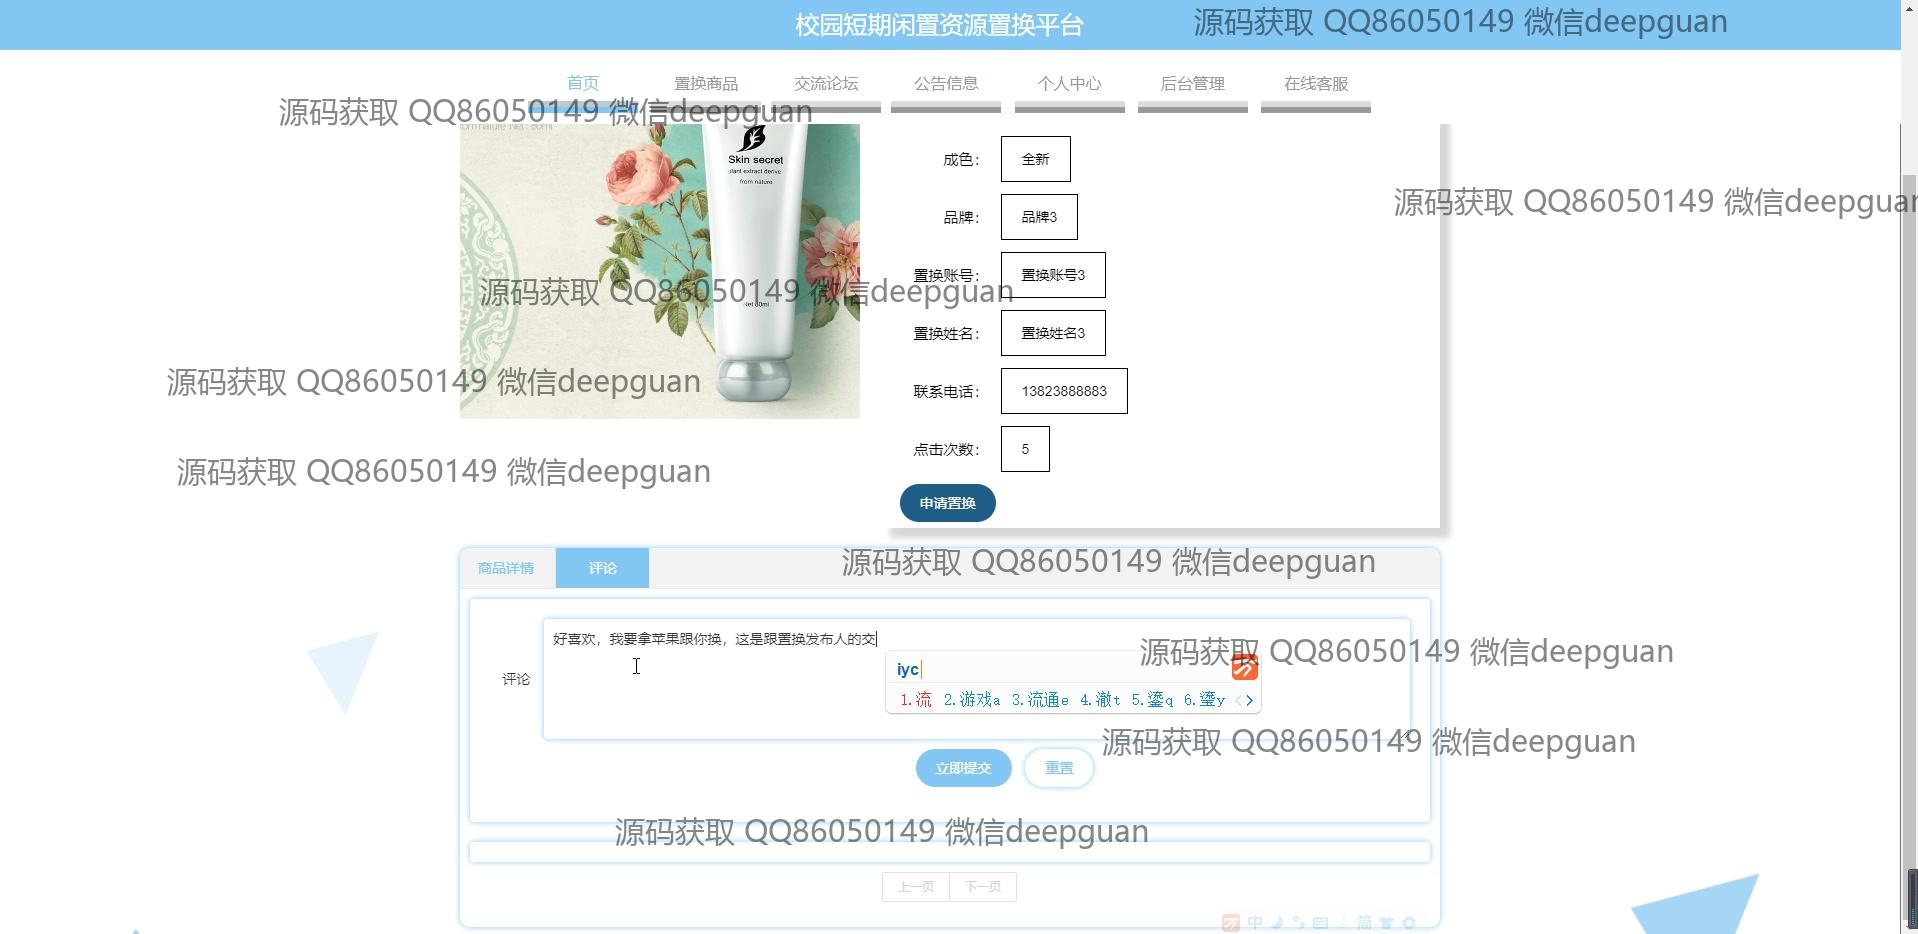 校园短期闲置资源置换平台
源码获取 QQ86050149 微信deepguan
首页
置换商品
交流论坛
公告信息
个人中心
后台管理
在线客服
源码获取 QQ86050149 微信deepguan
Skin secret
plant extract derive
from nature
成色：
全新
品牌：
品牌3
源码获取 QQ86050149 微信deepguan
置换账号：
置换账号3
源码获取 QQ86050149 微信deepguan
Net 60ml
置换姓名：
置换姓名3
源码获取 QQ86050149 微信deepguan
联系电话：
13823888883
点击次数：
5
源码获取 QQ86050149 微信deepguan
申请置换
商品详情
评论
源码获取 QQ86050149 微信deepguan
好喜欢，我要拿苹果跟你换，这是跟置换发布人的交
源码获取 QQ86050149 微信deepguan
评论
iyc
1.流 2.游戏a 3.流通e 4.澈t 5.鎏q 6.璗y
源码获取 QQ86050149 微信deepguan
立即提交
重置
源码获取 QQ86050149 微信deepguan
上一页
下一页
中
简